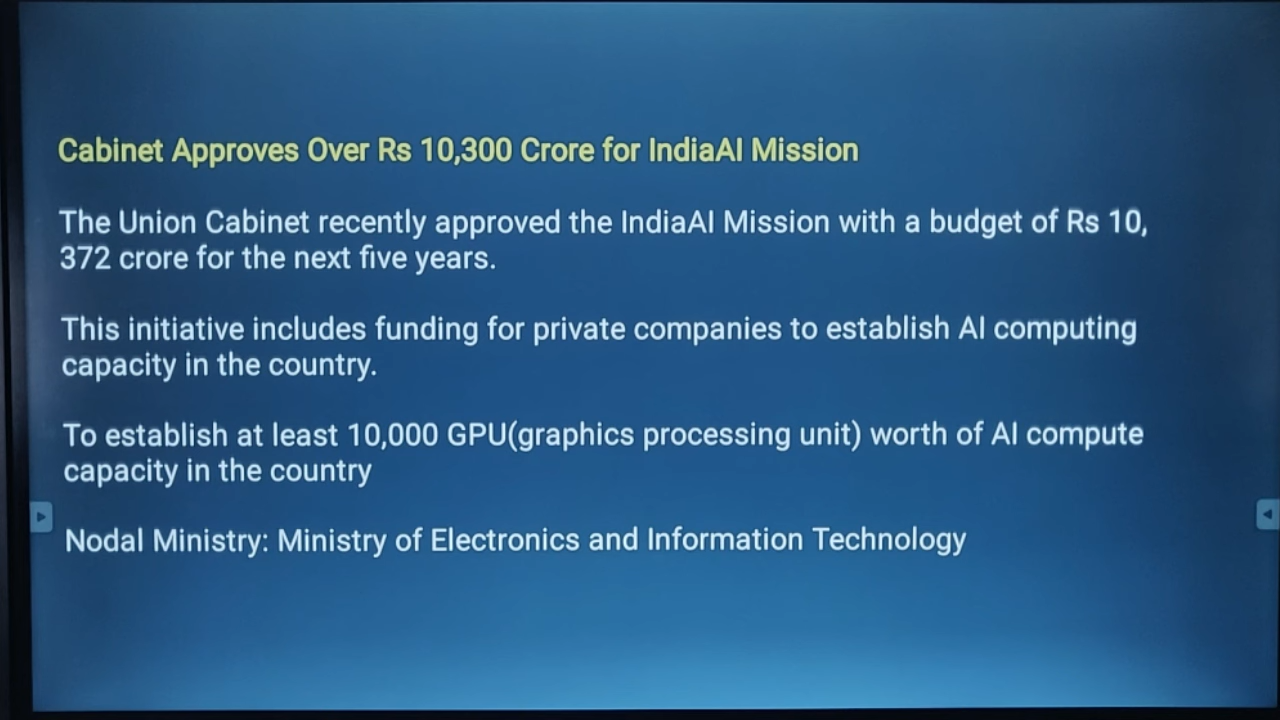 Cabinet Approves Over Rs 10,300 Crore for IndiaAI Mission
The Union Cabinet recently approved the IndiaAI Mission with a budget of Rs 10,
372 crore for the next five years.
This initiative includes funding for private companies to establish AI computing
capacity in the country.
To establish at least 10,000 GPU(graphics processing unit) worth of AI compute
capacity in the country
Nodal Ministry: Ministry of Electronics and Information Technology